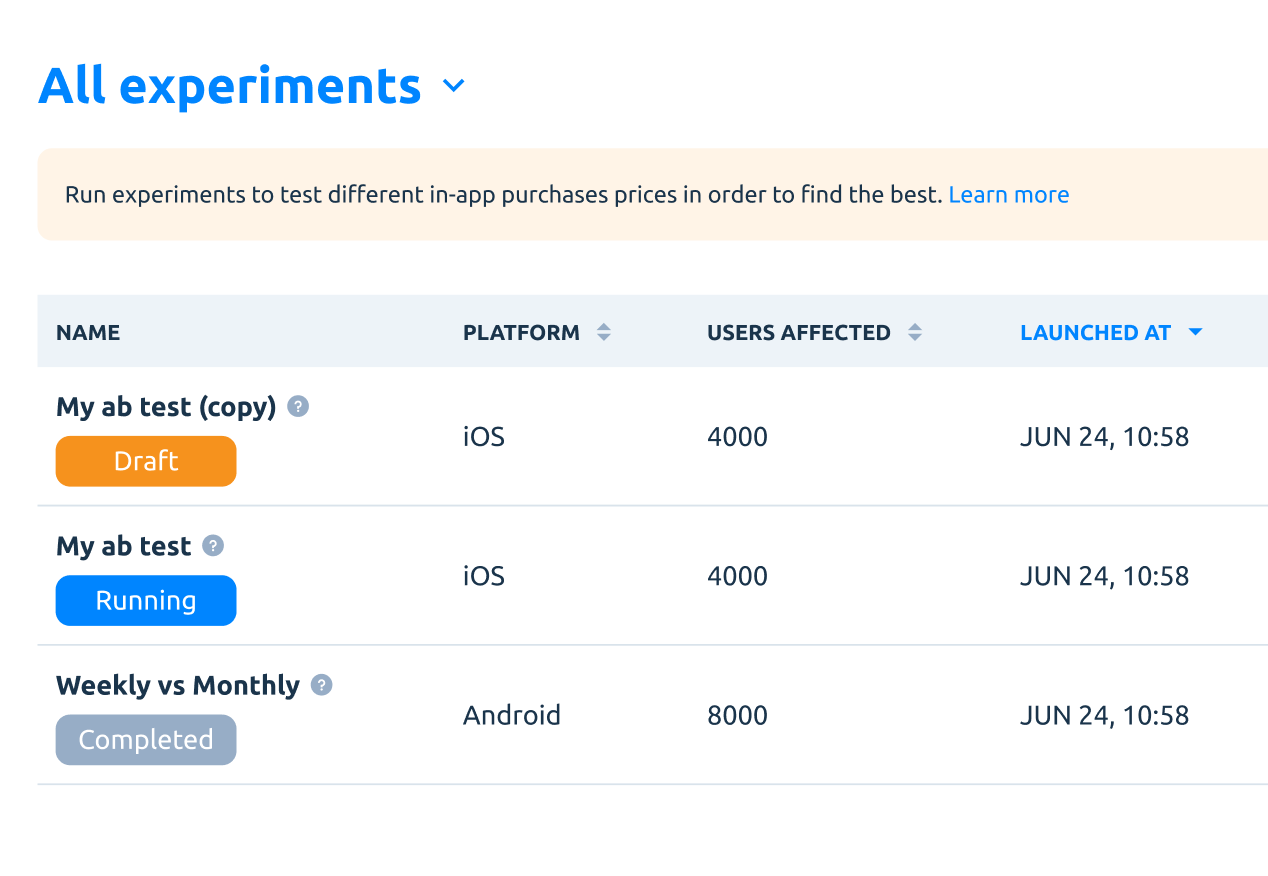 All experiments
Run experiments to test different in-app purchases prices in order to find the best. Learn more
NAME PLATFORM USERS AFFECTED LAUNCHED AT
My ab test (copy) ?
Draft
iOS 4000 JUN 24, 10:58
My ab test ?
Running
iOS 4000 JUN 24, 10:58
Weekly vs Monthly ?
Completed
Android 8000 JUN 24, 10:58